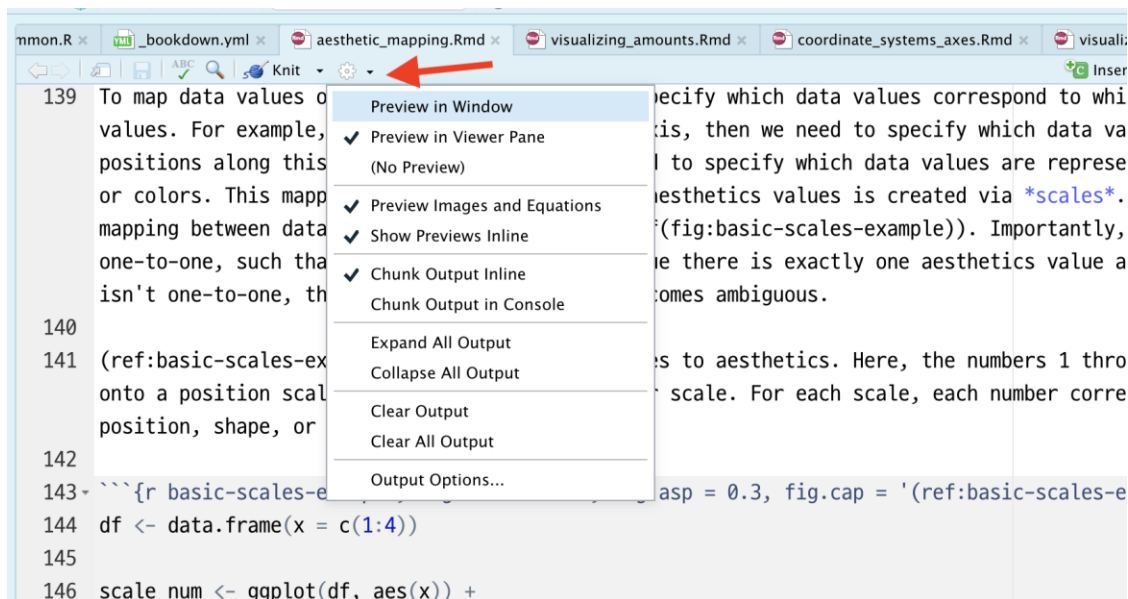 mmon.R × _bookdown.yml × aesthetic_mapping.Rmd × visualizing_amounts.Rmd × coordinate_systems_axes.Rmd ×
ABC Knit Inser
139 To map data values o ecify which data values correspond to whi
values. For example, xis, then we need to specify which data va
positions along this l to specify which data values are represe
or colors. This mapp esthetics values is created via *scales*.
mapping between data (fig:basic-scales-example)). Importantly,
one-to-one, such tha ue there is exactly one aesthetics value a
isn't one-to-one, th comes ambiguous.
140
141 (ref:basic-scales-ex s to aesthetics. Here, the numbers 1 thro
onto a position scal scale. For each scale, each number corre
position, shape, or
142
143 ```{r basic-scales-e asp = 0.3, fig.cap = '(ref:basic-scales-e
144 df <- data.frame(x = c(1:4))
145
146 scale_num <- ggplot(df, aes(x)) +
Preview in Window
✔ Preview in Viewer Pane
(No Preview)
✔ Preview Images and Equations
✔ Show Previews Inline
✔ Chunk Output Inline
Chunk Output in Console
Expand All Output
Collapse All Output
Clear Output
Clear All Output
Output Options...